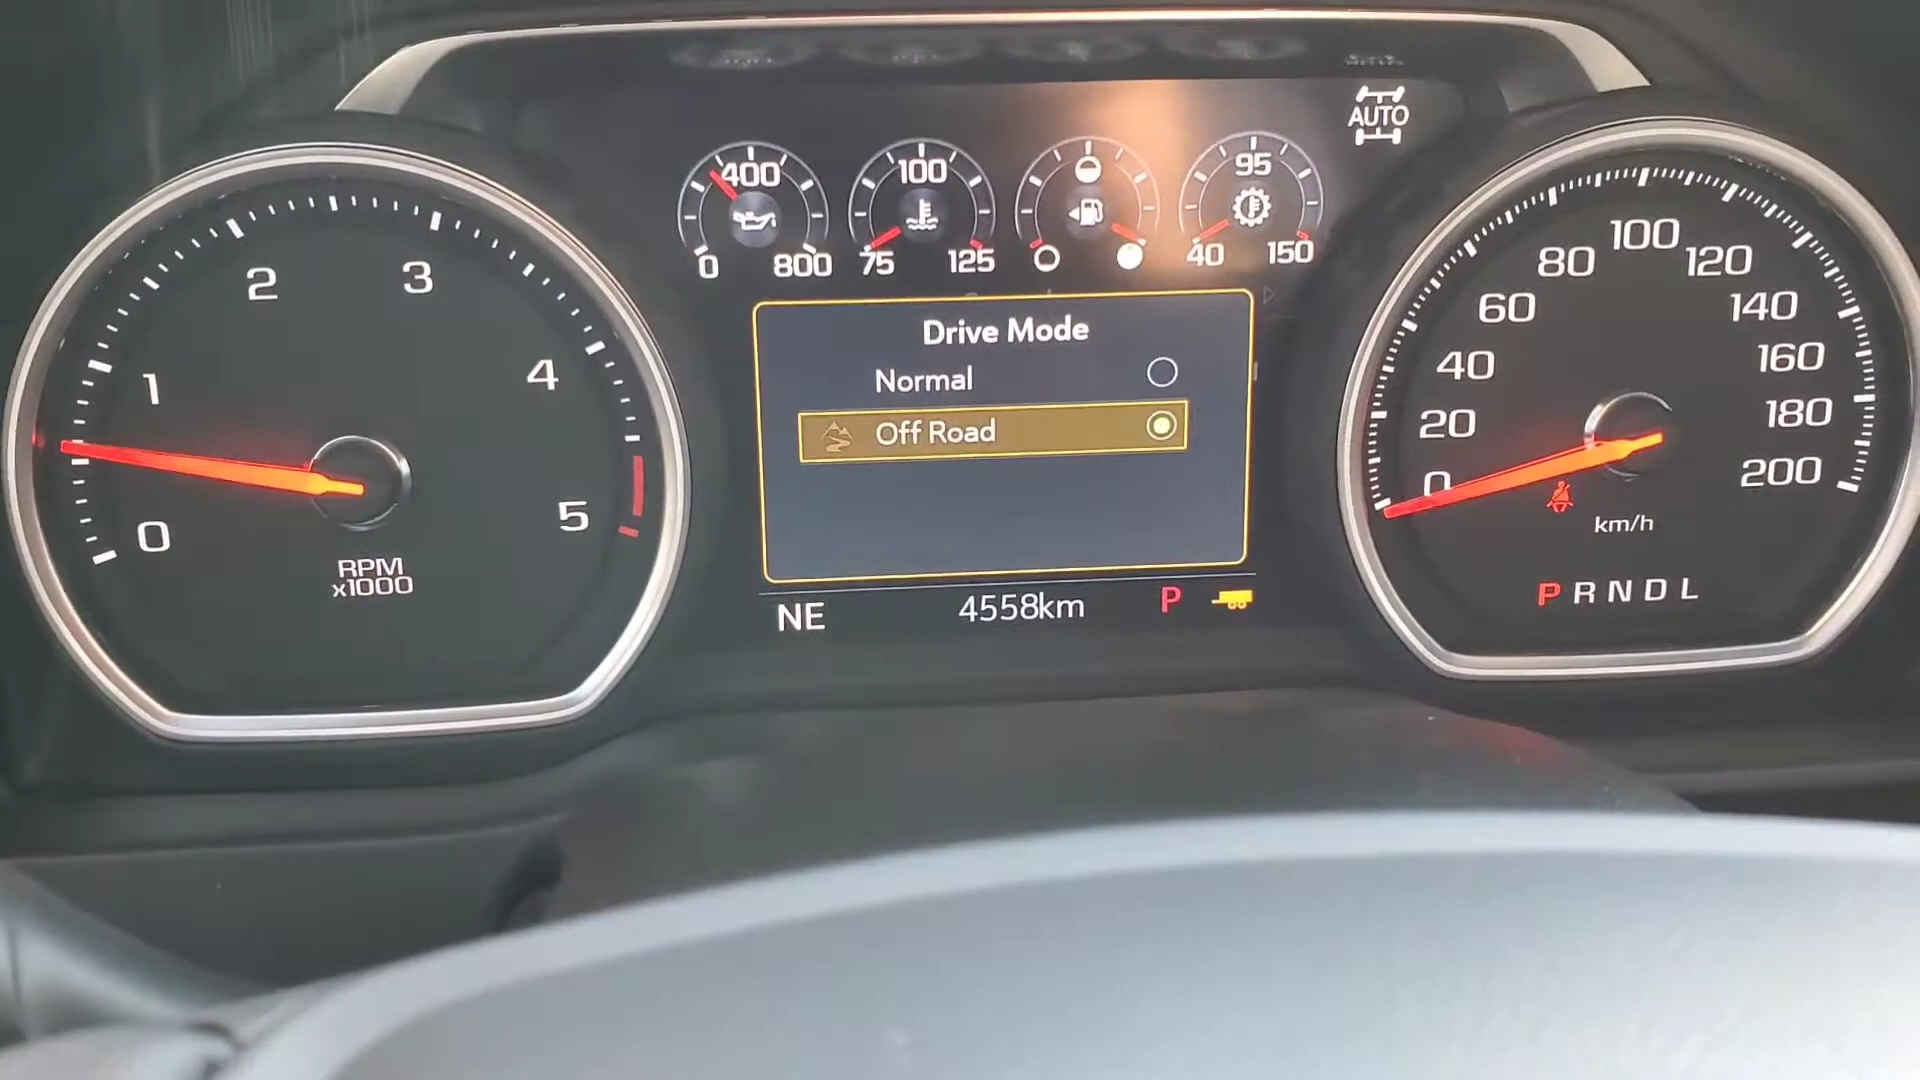 AUTO
400
0 800
100
75 125
95
40 150
0 1 2 3 4 5
RPM
x1000
Drive Mode
Normal
Off Road
NE 4558km P
0 20 40 60 80 100 120 140 160 180 200
km/h
P R N D L